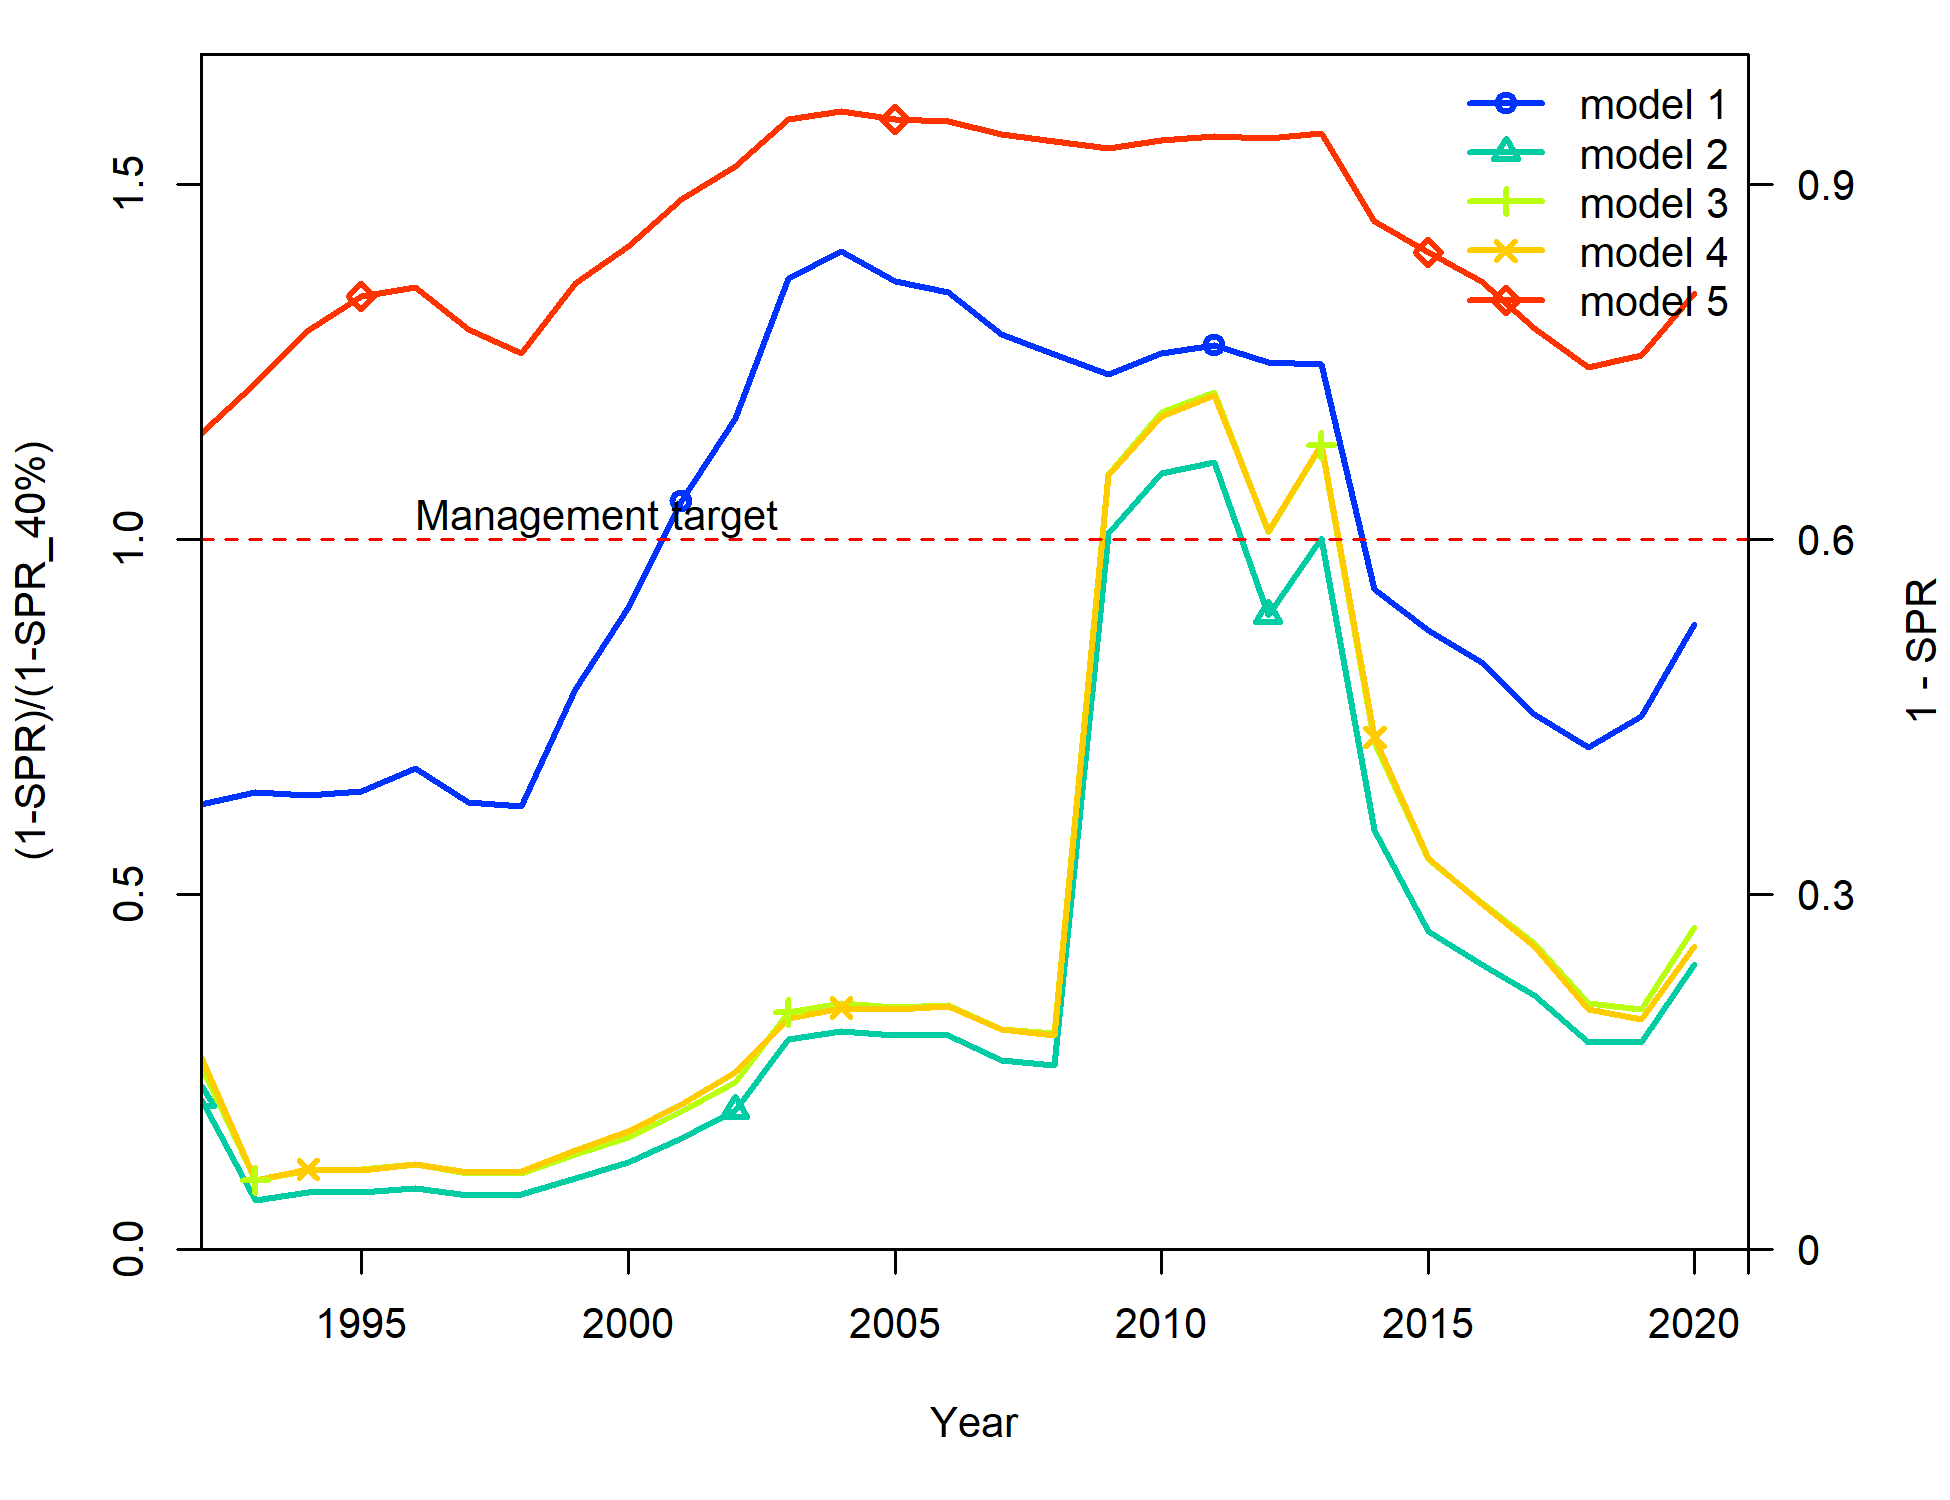 model 1
model 2
model 3
model 4
model 5
Management target
(1-SPR)/(1-SPR_40%)
1.5
1.0
0.5
0.0
0.9
0.6
0.3
0
1 - SPR
1995
2000
2005
2010
2015
2020
Year